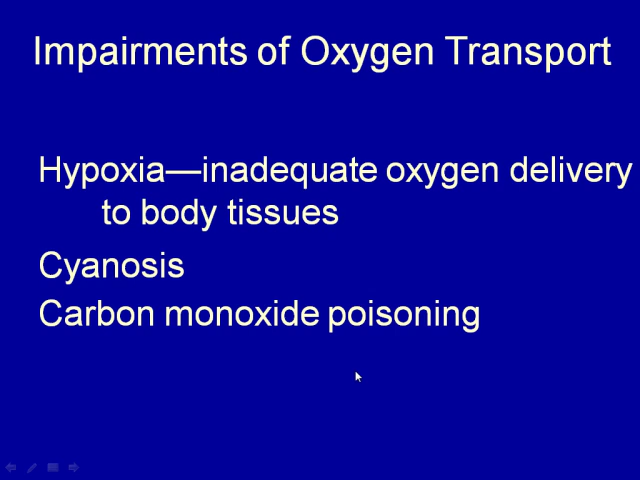 Impairments of Oxygen Transport
Hypoxia—inadequate oxygen delivery
to body tissues
Cyanosis
Carbon monoxide poisoning